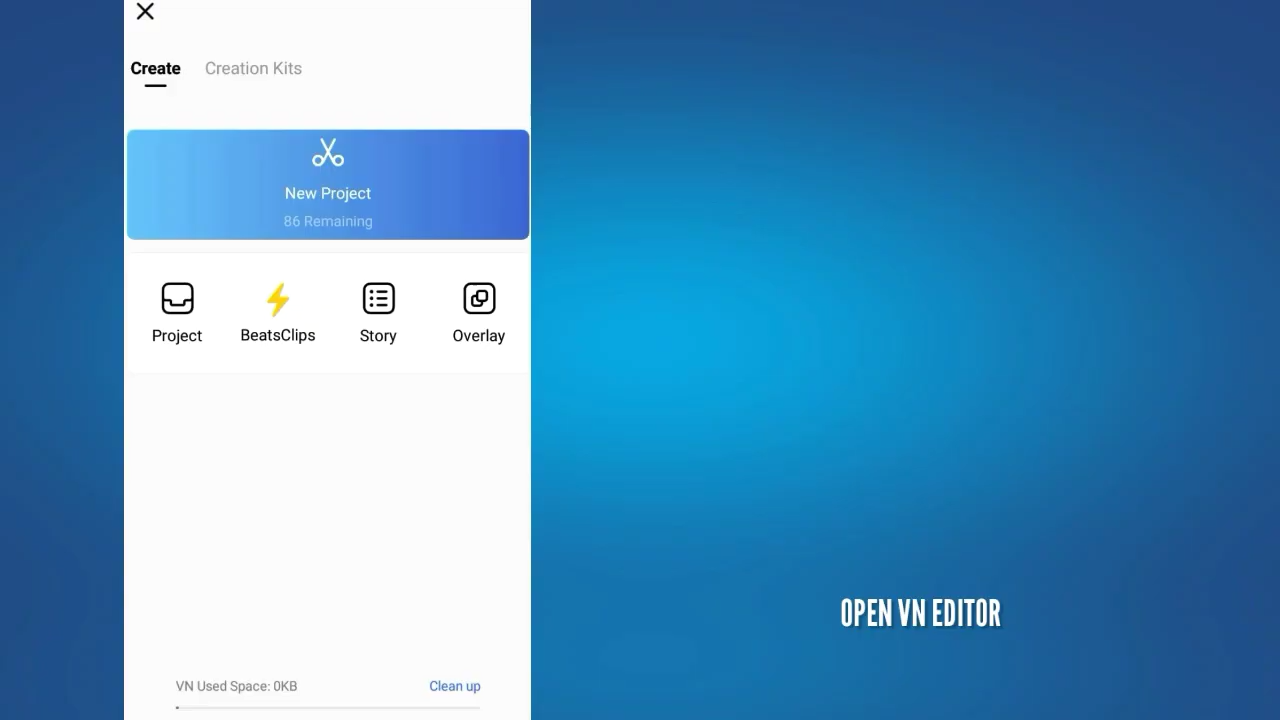 Create Creation Kits
New Project
86 Remaining
Project BeatsClips Story Overlay
VN Used Space: 0KB Clean up
OPEN VN EDITOR